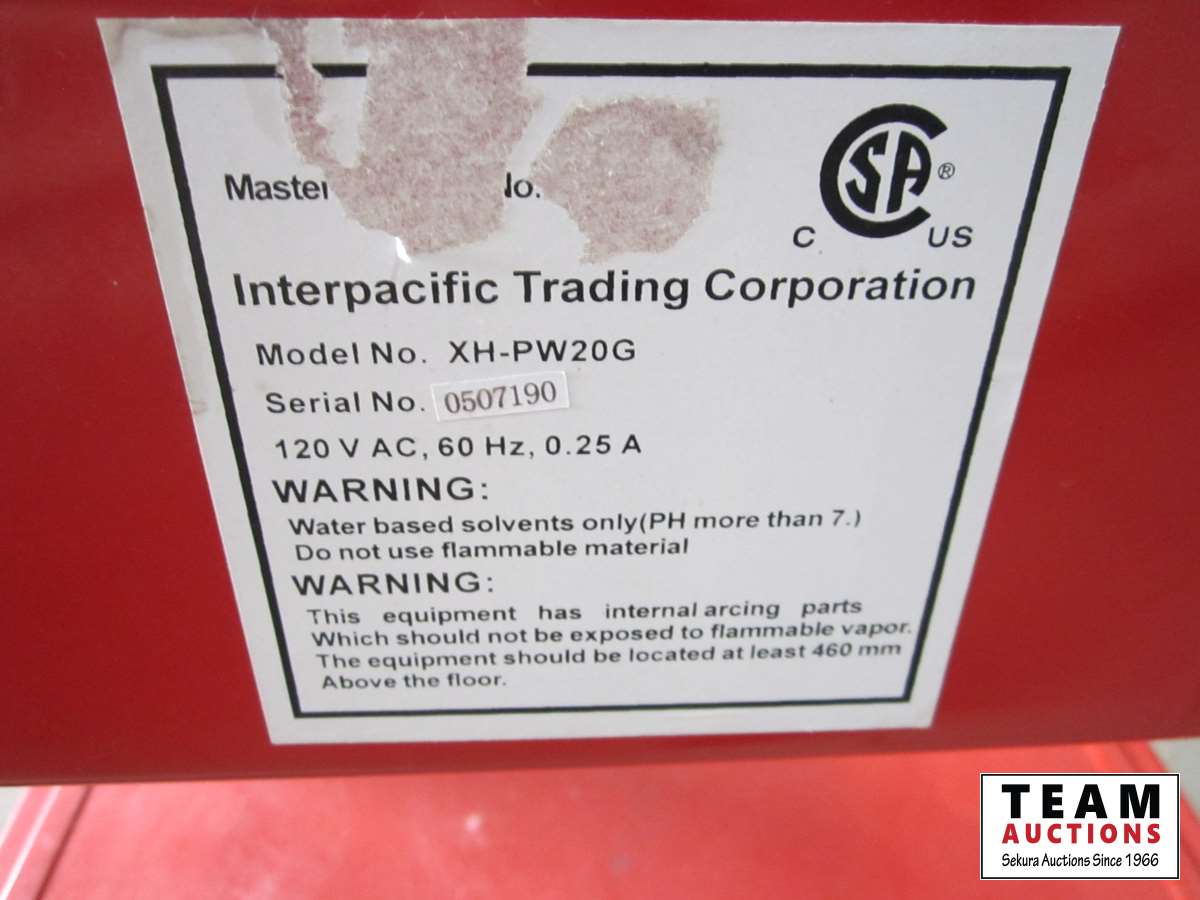 Master
No.
CSA®
C US
Interpacific Trading Corporation
Model No. XH-PW20G
Serial No. 0507190
120 V AC, 60 Hz, 0.25 A
WARNING:
Water based solvents only(PH more than 7.)
Do not use flammable material
WARNING:
This equipment has internal arcing parts
Which should not be exposed to flammable vapor.
The equipment should be located at least 460 mm
Above the floor.
TEAM
AUCTIONS
Sekura Auctions Since 1966